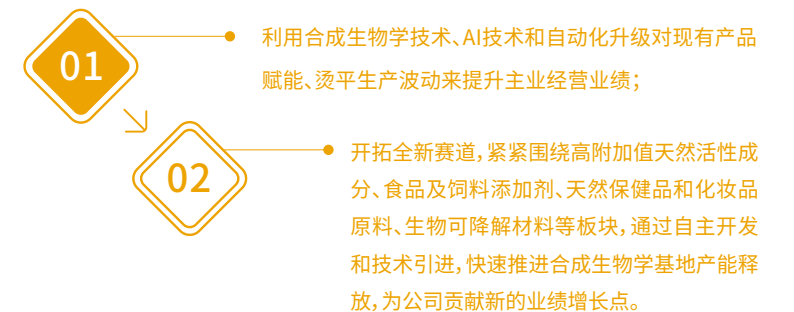 01
利用合成生物学技术、AI技术和自动化升级对现有产品
赋能、烫平生产波动来提升主业经营业绩；
02
开拓全新赛道，紧紧围绕高附加值天然活性成
分、食品及饲料添加剂、天然保健品和化妆品
原料、生物可降解材料等板块，通过自主开发
和技术引进，快速推进合成生物学基地产能释
放，为公司贡献新的业绩增长点。